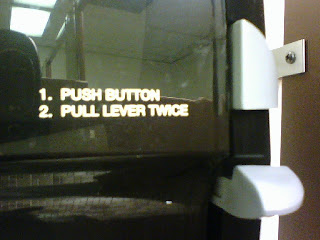 1. PUSH BUTTON
2. PULL LEVER TWICE